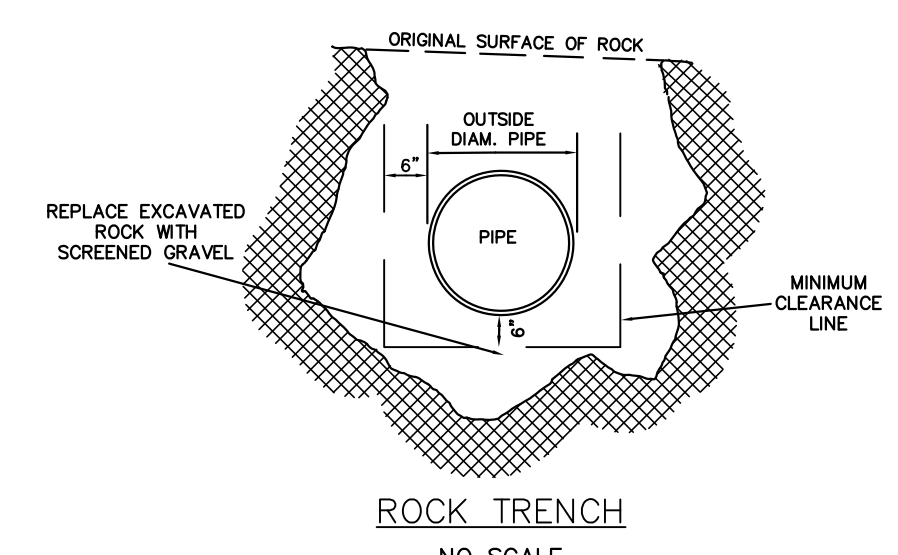 ORIGINAL SURFACE OF ROCK
OUTSIDE
DIAM. PIPE
6"
REPLACE EXCAVATED
ROCK WITH
SCREENED GRAVEL
PIPE
MINIMUM
CLEARANCE
LINE
6"
ROCK TRENCH
NO SCALE